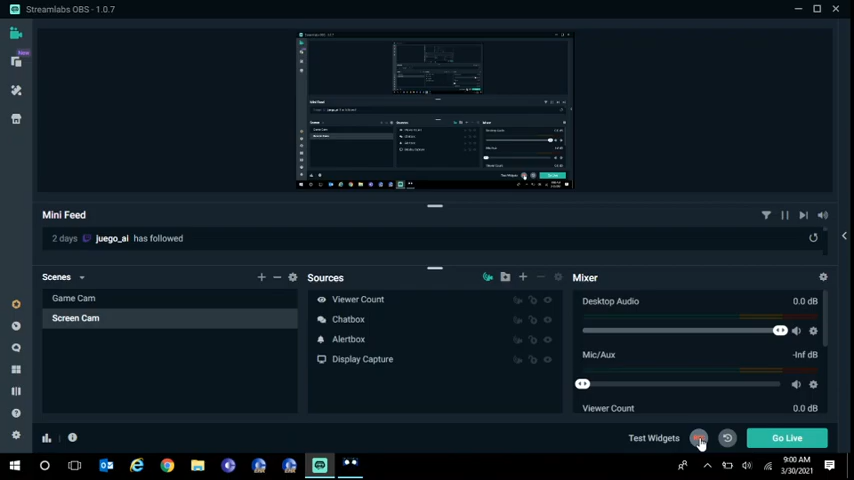 Streamlabs OBS - 1.0.7
New
Mini Feed
2 days juego_ai has followed
Scenes
Game Cam
Screen Cam
Sources
Viewer Count
Chatbox
Alertbox
Display Capture
Mixer
Desktop Audio 0.0 dB
Mic/Aux -Inf dB
Viewer Count 0.0 dB
Test Widgets
Go Live
9:00 AM
3/30/2021